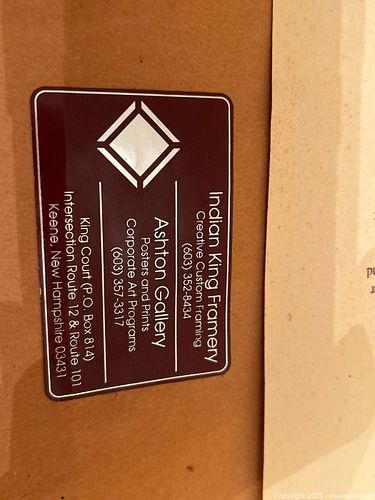 Indian King Framery
Creative Custom Framing
(603) 352-8434
Ashton Gallery
Posters and Prints
Corporate Art Programs
(603) 357-3317
King Court (P.O. Box 814)
Intersection Route 12 & Route 101
Keene, New Hampshire 03431